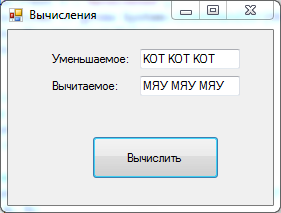 Вычисления
Уменьшаемое: КОТ КОТ КОТ
Вычитаемое: МЯУ МЯУ МЯУ
Вычислить